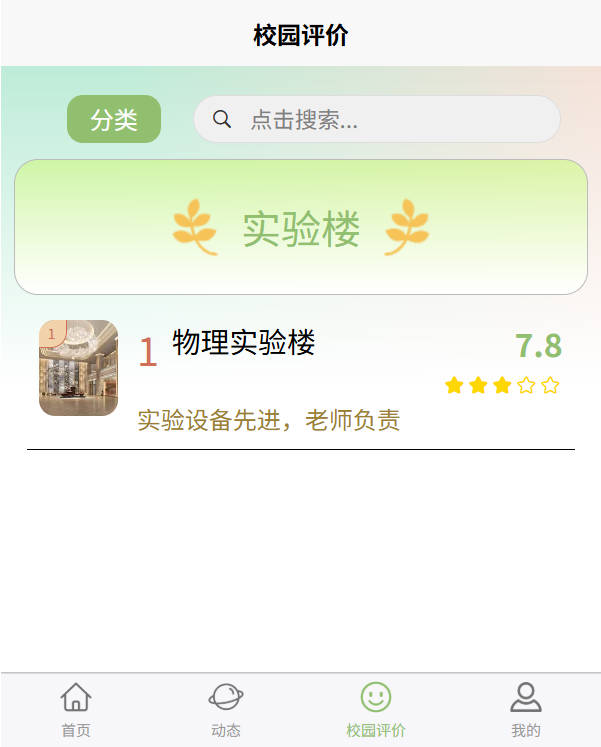 校园评价
分类
点击搜索...
实验楼
1
1 物理实验楼
7.8
实验设备先进，老师负责
首页 动态 校园评价 我的